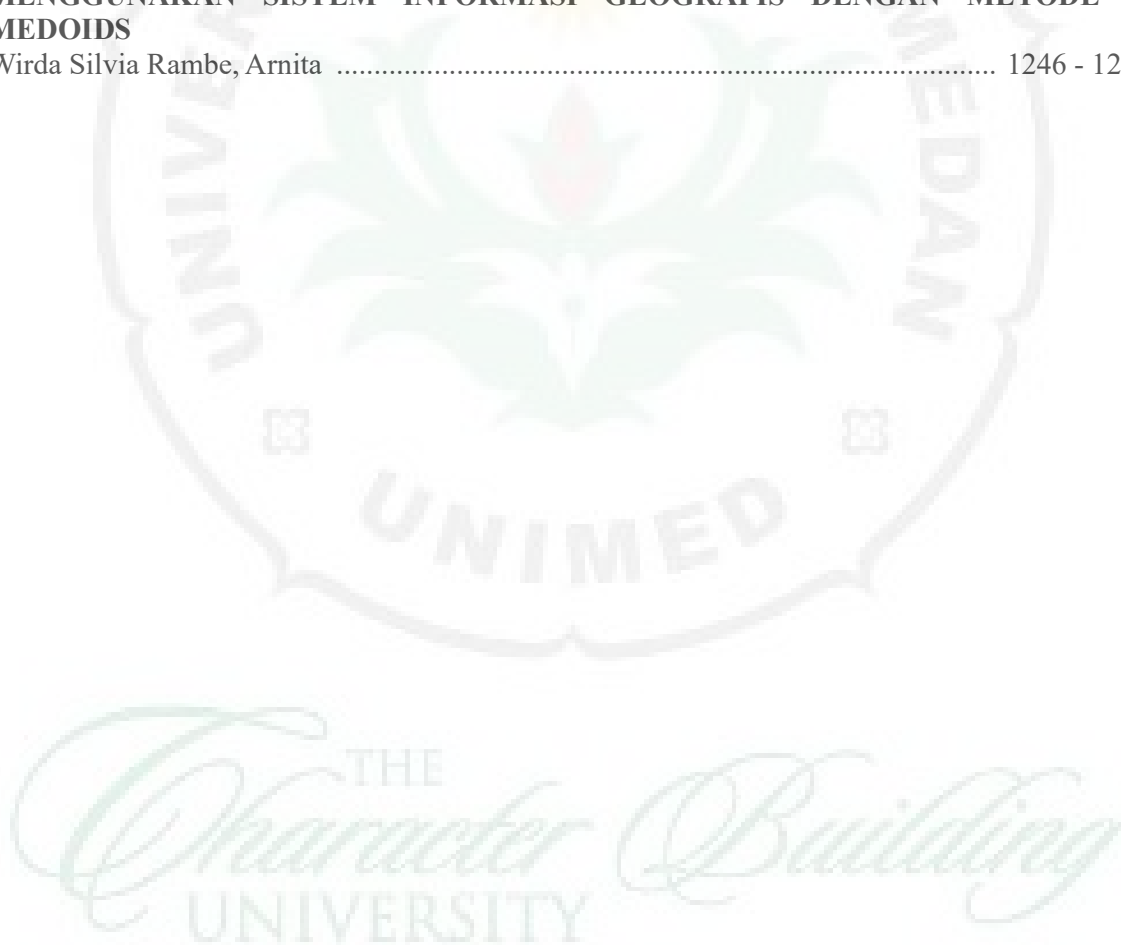 MENGGUNAKAN SISTEM INFORMASI GEOGRAFIS DENGAN METODE
MEDOIDS
Wirda Silvia Rambe, Arnita ........................................................................... 1246 - 12
UNIMED
THE
Character Building
UNIVERSITY